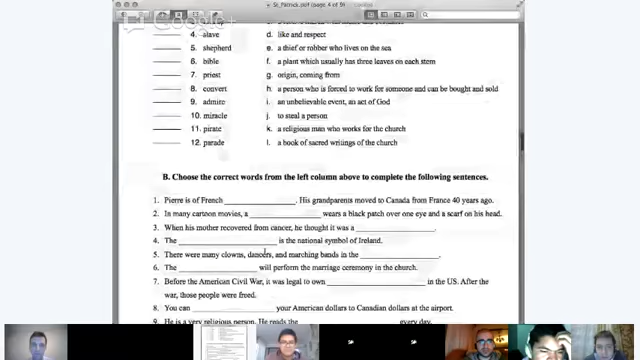 St_Patrick.pdf (page 4 of 9)
Google+
4. slave
d. like and respect
5. shepherd
e. a thief or robber who lives on the sea
6. bible
f. a plant which usually has three leaves on each stem
7. priest
g. origin, coming from
8. convert
h. a person who is forced to work for someone and can be bought and sold
9. admire
i. an unbelievable event, an act of God
10. miracle
j. to steal a person
11. pirate
k. a religious man who works for the church
12. parade
l. a book of sacred writings of the church
B. Choose the correct words from the left column above to complete the following sentences.
1. Pierre is of French ________. His grandparents moved to Canada from France 40 years ago.
2. In many cartoon movies, a ________ wears a black patch over one eye and a scarf on his head.
3. When his mother recovered from cancer, he thought it was a ________.
4. The ________ is the national symbol of Ireland.
5. There were many clowns, dancers, and marching bands in the ________.
6. The ________ will perform the marriage ceremony in the church.
7. Before the American Civil War, it was legal to own ________ in the US. After the
war, those people were freed.
8. You can ________ your American dollars to Canadian dollars at the airport.
9. He is a very religious person. He reads the ________ every day.